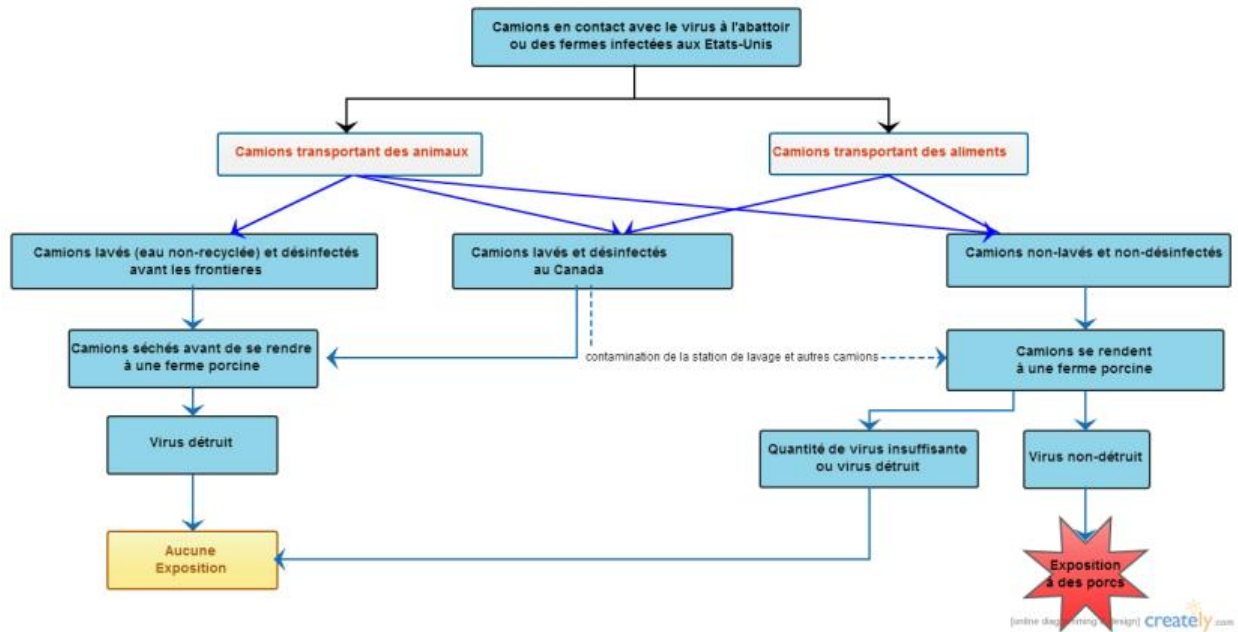 Camions en contact avec le virus à l'abattoir
ou des fermes infectées aux Etats-Unis
Camions transportant des animaux
Camions transportant des aliments
Camions lavés (eau non-recyclée) et désinfectés
avant les frontieres
Camions lavés et désinfectés
au Canada
Camions non-lavés et non-désinfectés
Camions séchés avant de se rendre
à une ferme porcine
contamination de la station de lavage et autres camions
Camions se rendent
à une ferme porcine
Virus détruit
Quantité de virus insuffisante
ou virus détruit
Virus non-détruit
Aucune
Exposition
Exposition
à des porcs
[online design] creately.com